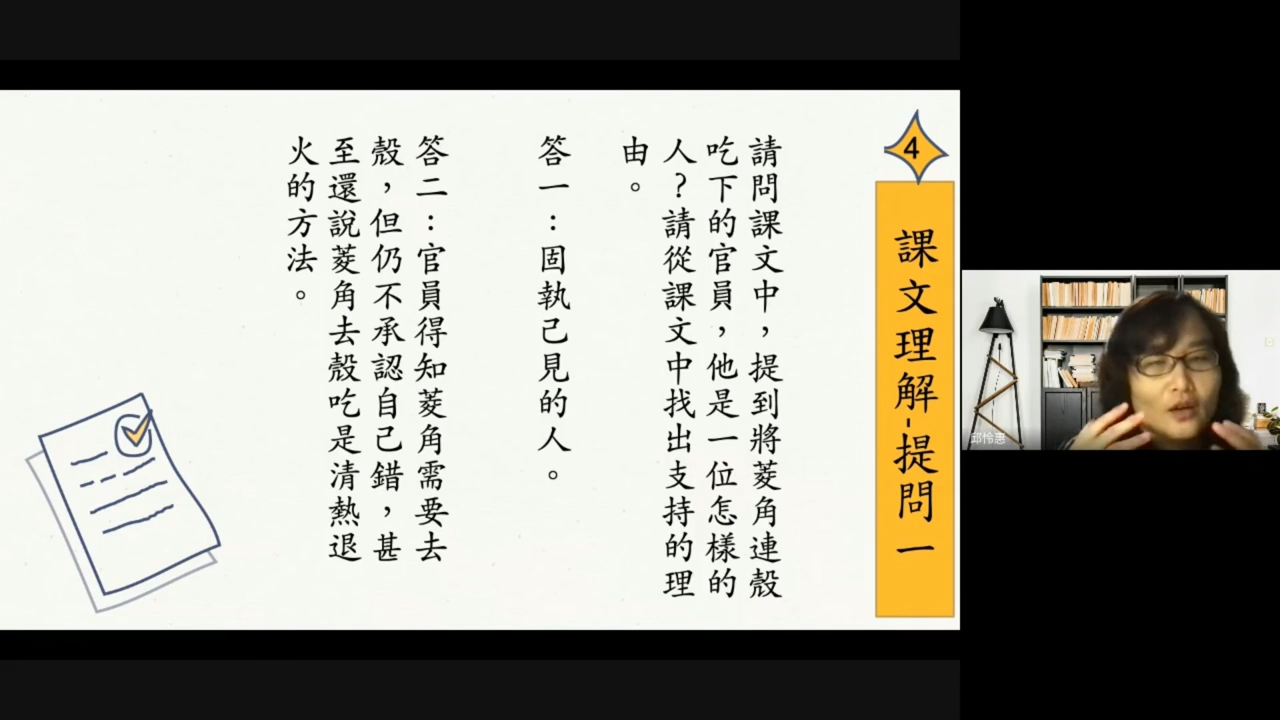 4
課文理解-提問一
請問課文中，提到將菱角連殼
吃下的官員，他是一位怎樣的
人？請從課文中找出支持的理
由。
答一：固執己見的人。
答二：官員得知菱角需要去
殼，但仍不承認自己錯，甚
至還說菱角去殼吃是清熱退
火的方法。
邱怜惠